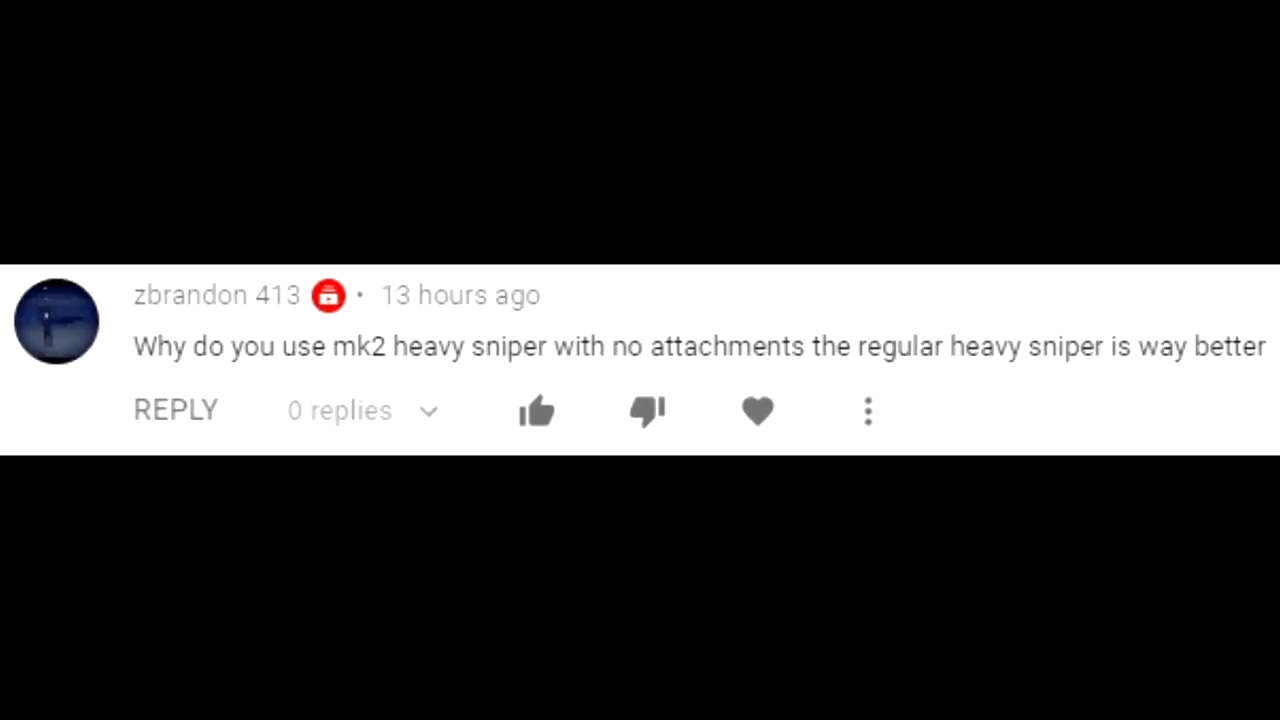 zbrandon 413 • 13 hours ago
Why do you use mk2 heavy sniper with no attachments the regular heavy sniper is way better
REPLY 0 replies